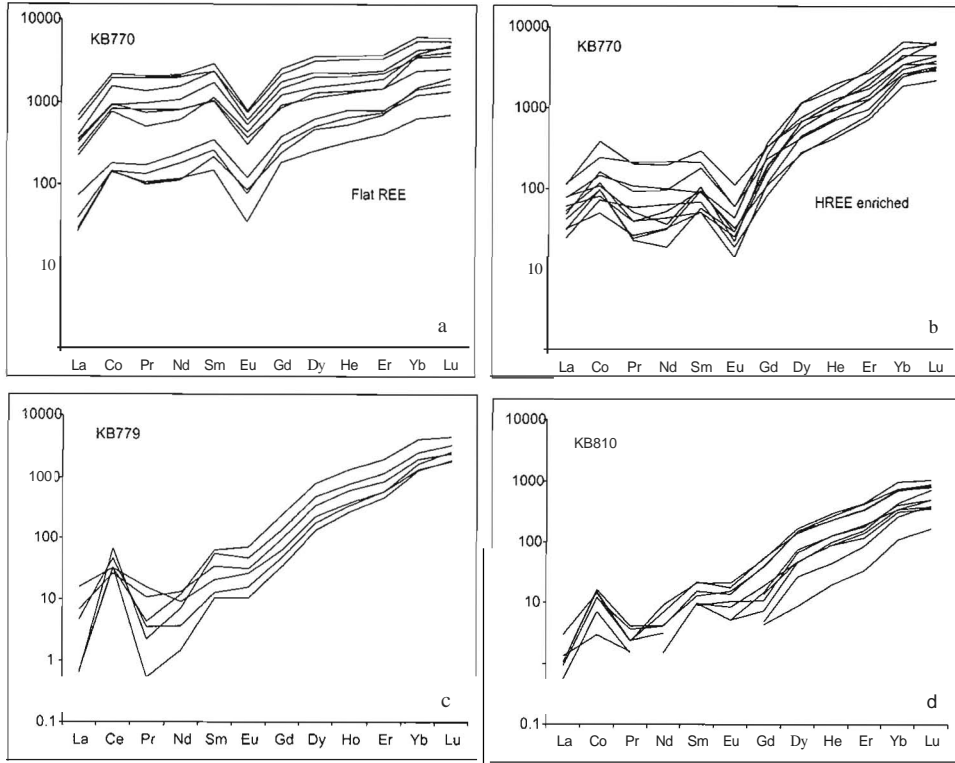 10000
KB770
1000
100
10
Flat REE
a
La Co Pr Nd Sm Eu Gd Dy He Er Yb Lu
10000
KB770
1000
100
10
HREE enriched
b
La Co Pr Nd Sm Eu Gd Dy He Er Yb Lu
10000
KB779
1000
100
10
1
0.1
c
La Ce Pr Nd Sm Eu Gd Dy Ho Er Yb Lu
10000
KB810
1000
100
10
0.1
d
La Co Pr Nd Sm Eu Gd Dy He Er Yb Lu